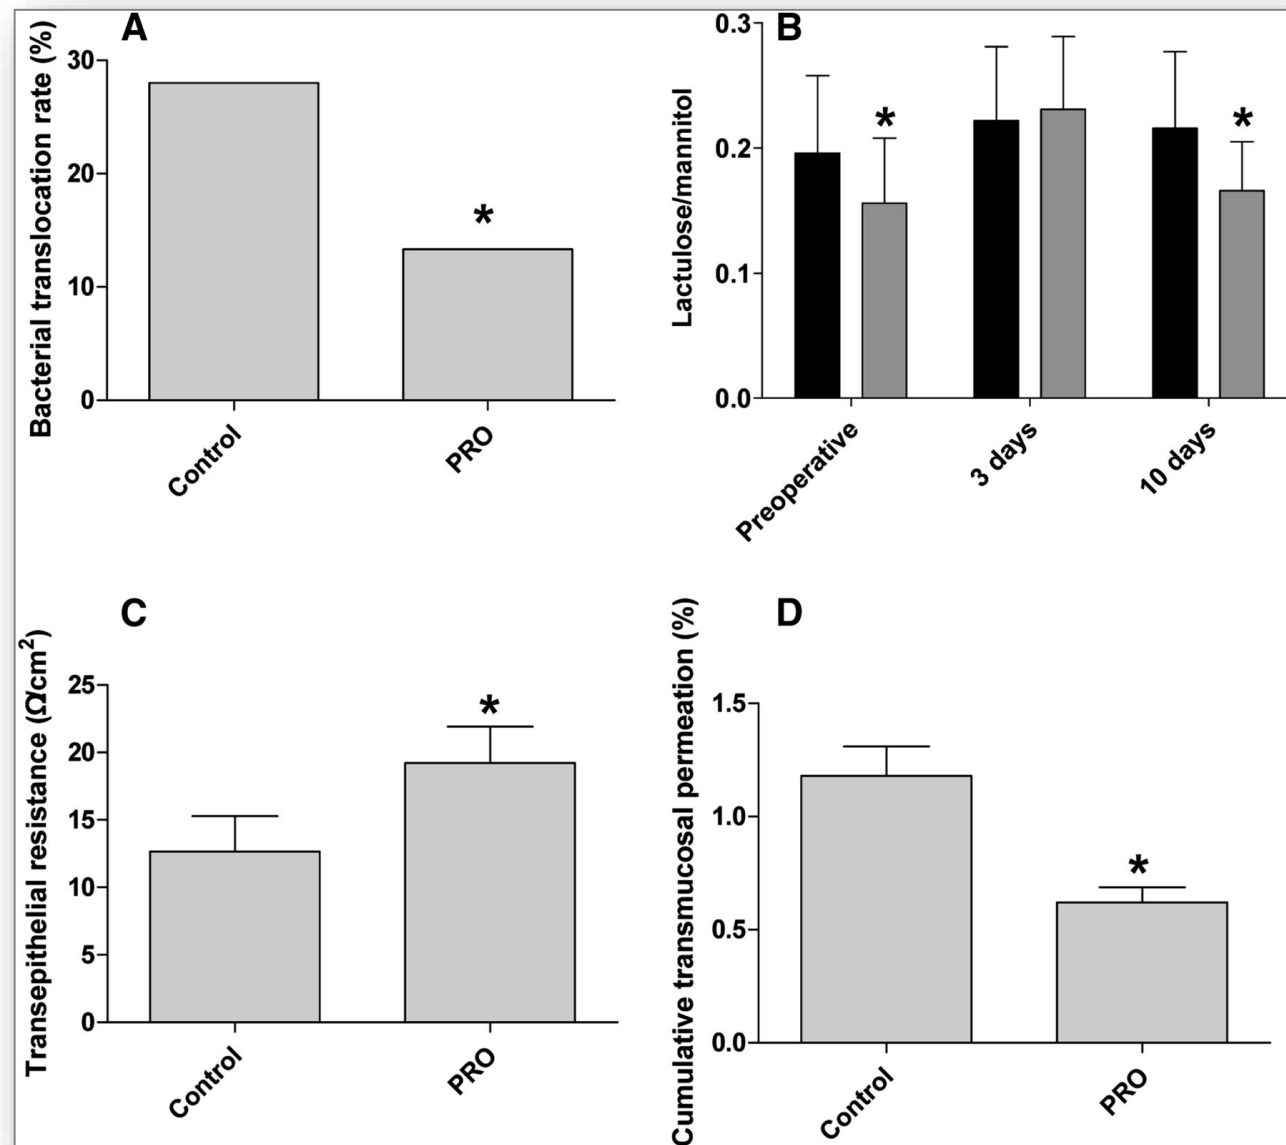 A
Bacterial translocation rate (%)
30
20
10
0
*
Control
PRO
B
Lactulose/mannitol
0.3
0.2
0.1
0.0
*
*
Preoperative
3 days
10 days
C
Transepithelial resistance (Ω/cm²)
25
20
15
10
5
0
*
Control
PRO
D
Cumulative transmucosal permeation (%)
1.5
1.0
0.5
0.0
*
Control
PRO